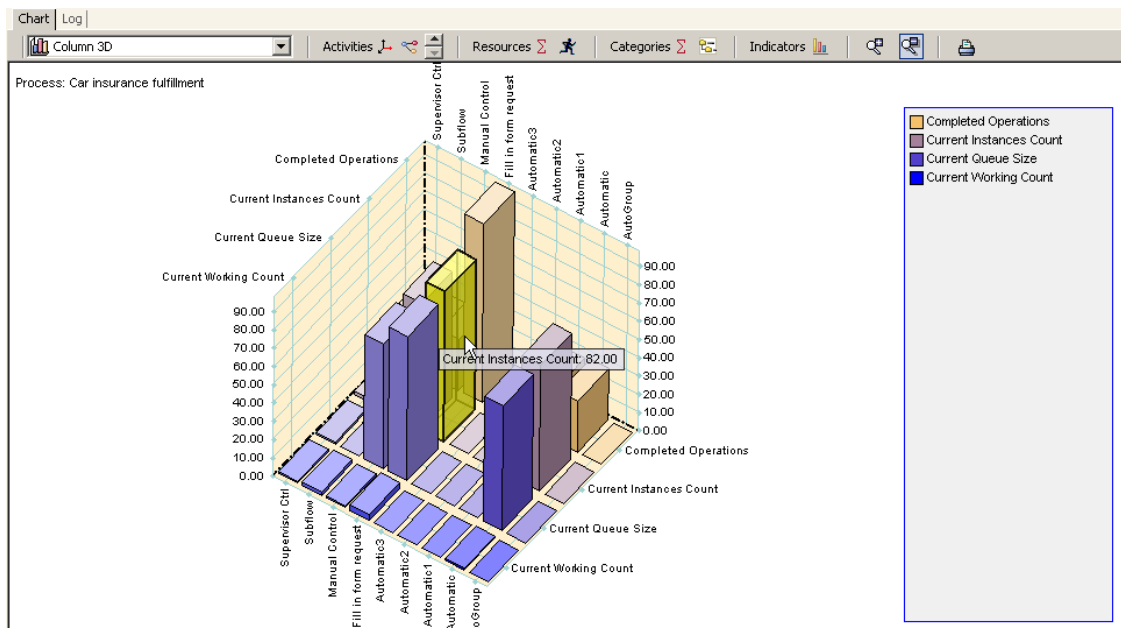 Chart Log
Column 3D Activities Resources Categories Indicators
Process: Car insurance fulfillment
Supervisor Ctrl
Subflow
Manual Control
Fill in form request
Automatic3
Automatic2
Automatic1
Automatic
AutoGroup
Completed Operations
Current Instances Count
Current Queue Size
Current Working Count
90.00
80.00
70.00
60.00
50.00
40.00
30.00
20.00
10.00
0.00
Current Instances Count: 82.00
90.00
80.00
70.00
60.00
50.00
40.00
30.00
20.00
10.00
0.00
Completed Operations
Current Instances Count
Current Queue Size
Current Working Count
Supervisor Ctrl
Subflow
Manual Control
Fill in form request
Automatic3
Automatic2
Automatic1
Automatic
AutoGroup
Completed Operations
Current Instances Count
Current Queue Size
Current Working Count